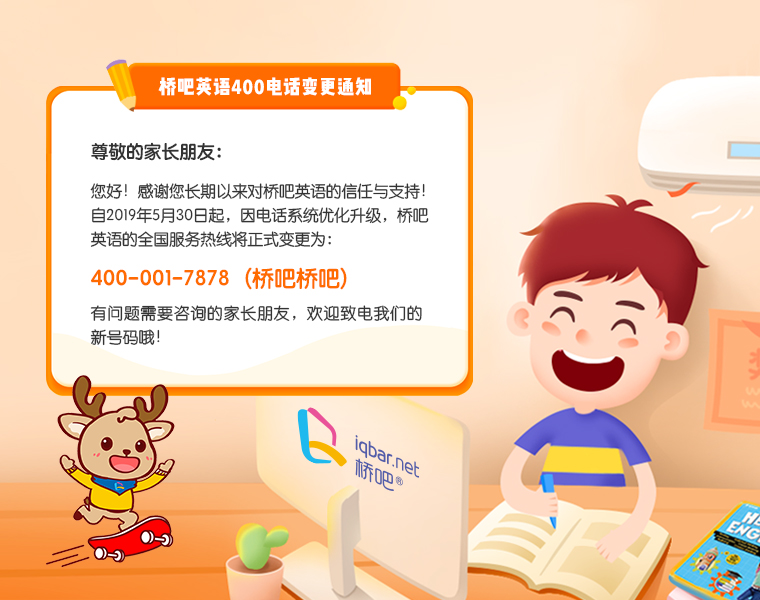 桥吧英语400电话变更通知
尊敬的家长朋友：
您好！感谢您长期以来对桥吧英语的信任与支持！
自2019年5月30日起，因电话系统优化升级，桥吧
英语的全国服务热线将正式变更为：
400-001-7878（桥吧桥吧）
有问题需要咨询的家长朋友，欢迎致电我们的
新号码哦！
iqbar.net
桥吧®